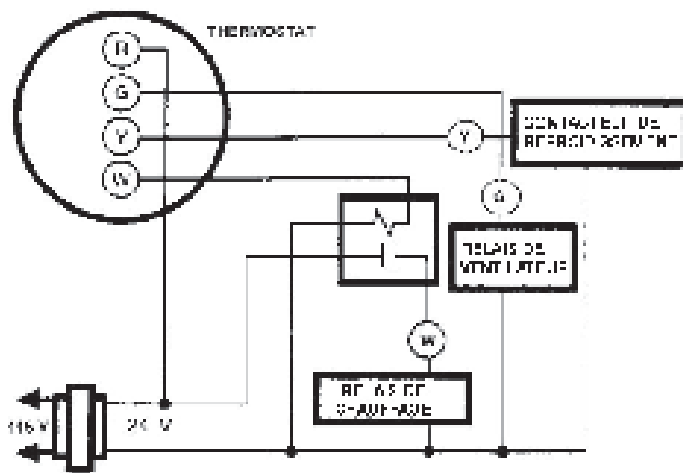 THERMOSTAT
R
G
Y
W
Y
CONTACTEUR DE
REFROIDISSEMENT
G
RELAIS DE
VENTILATEUR
W
RELAIS DE
CHAUFFAGE
24 V